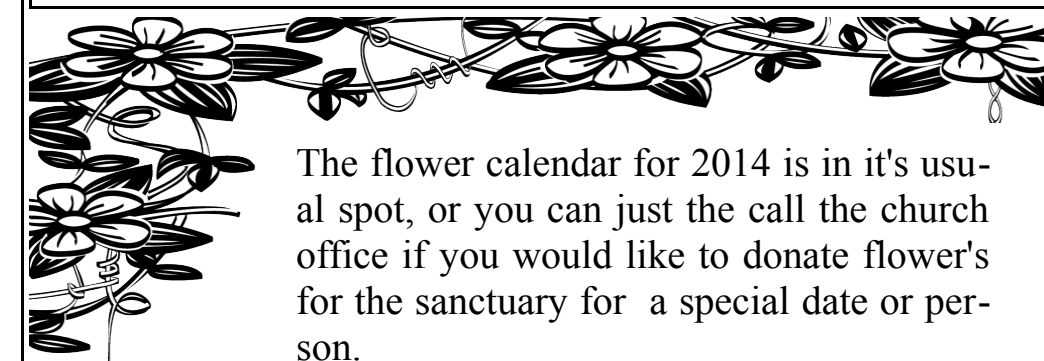 The flower calendar for 2014 is in it's usu-
al spot, or you can just the call the church
office if you would like to donate flower's
for the sanctuary for  a special date or per-
son.